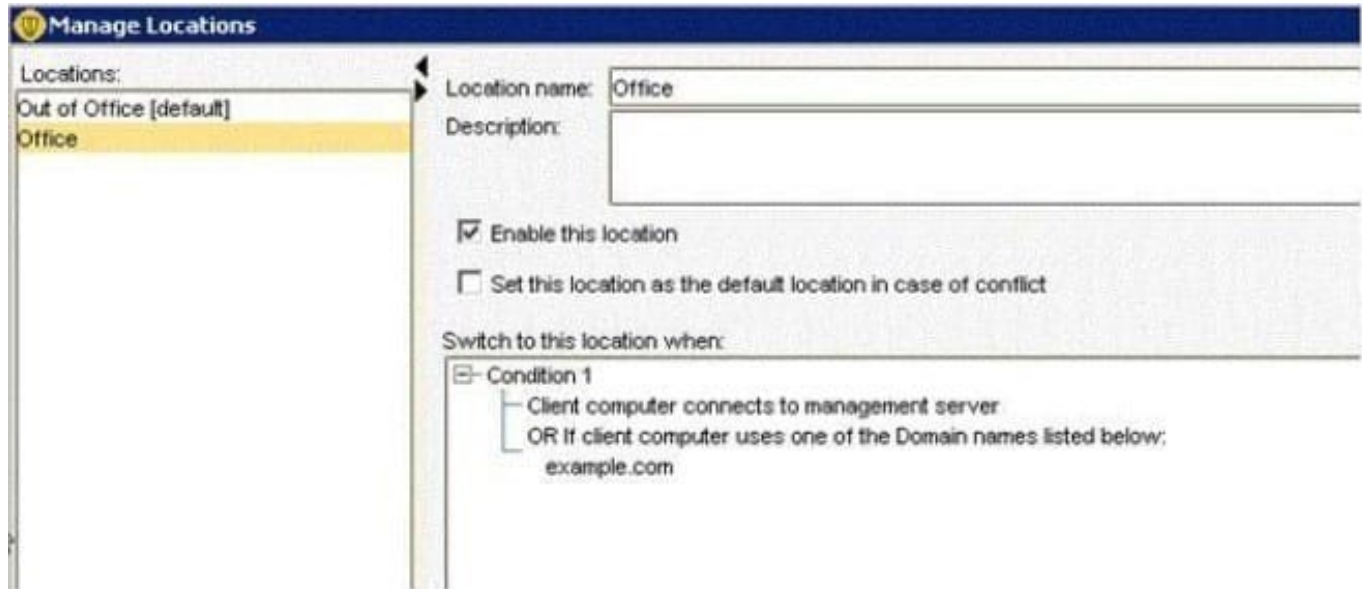 Manage Locations
Locations:
Out of Office [default]
Office
Location name: Office
Description:
Enable this location
Set this location as the default location in case of conflict
Switch to this location when:
Condition 1
Client computer connects to management server
OR If client computer uses one of the Domain names listed below:
example.com